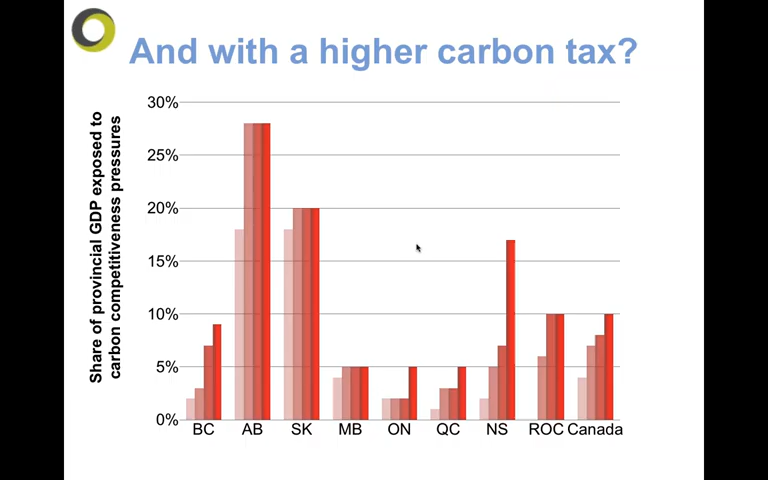 And with a higher carbon tax?
Share of provincial GDP exposed to
carbon competitiveness pressures
30%
25%
20%
15%
10%
5%
0%
BC AB SK MB ON QC NS ROC Canada